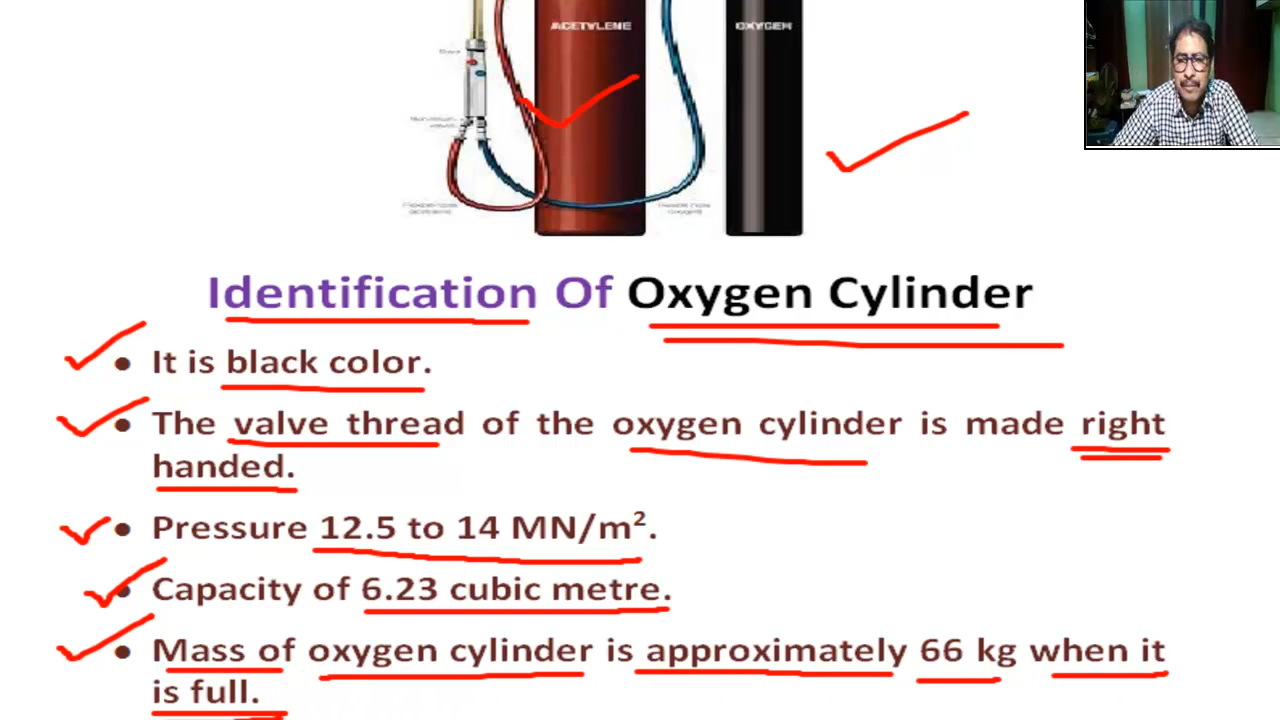 ACETYLENE OXYGEN
Identification Of Oxygen Cylinder
• It is black color.
• The valve thread of the oxygen cylinder is made right
handed.
• Pressure 12.5 to 14 MN/m².
• Capacity of 6.23 cubic metre.
• Mass of oxygen cylinder is approximately 66 kg when it
is full.